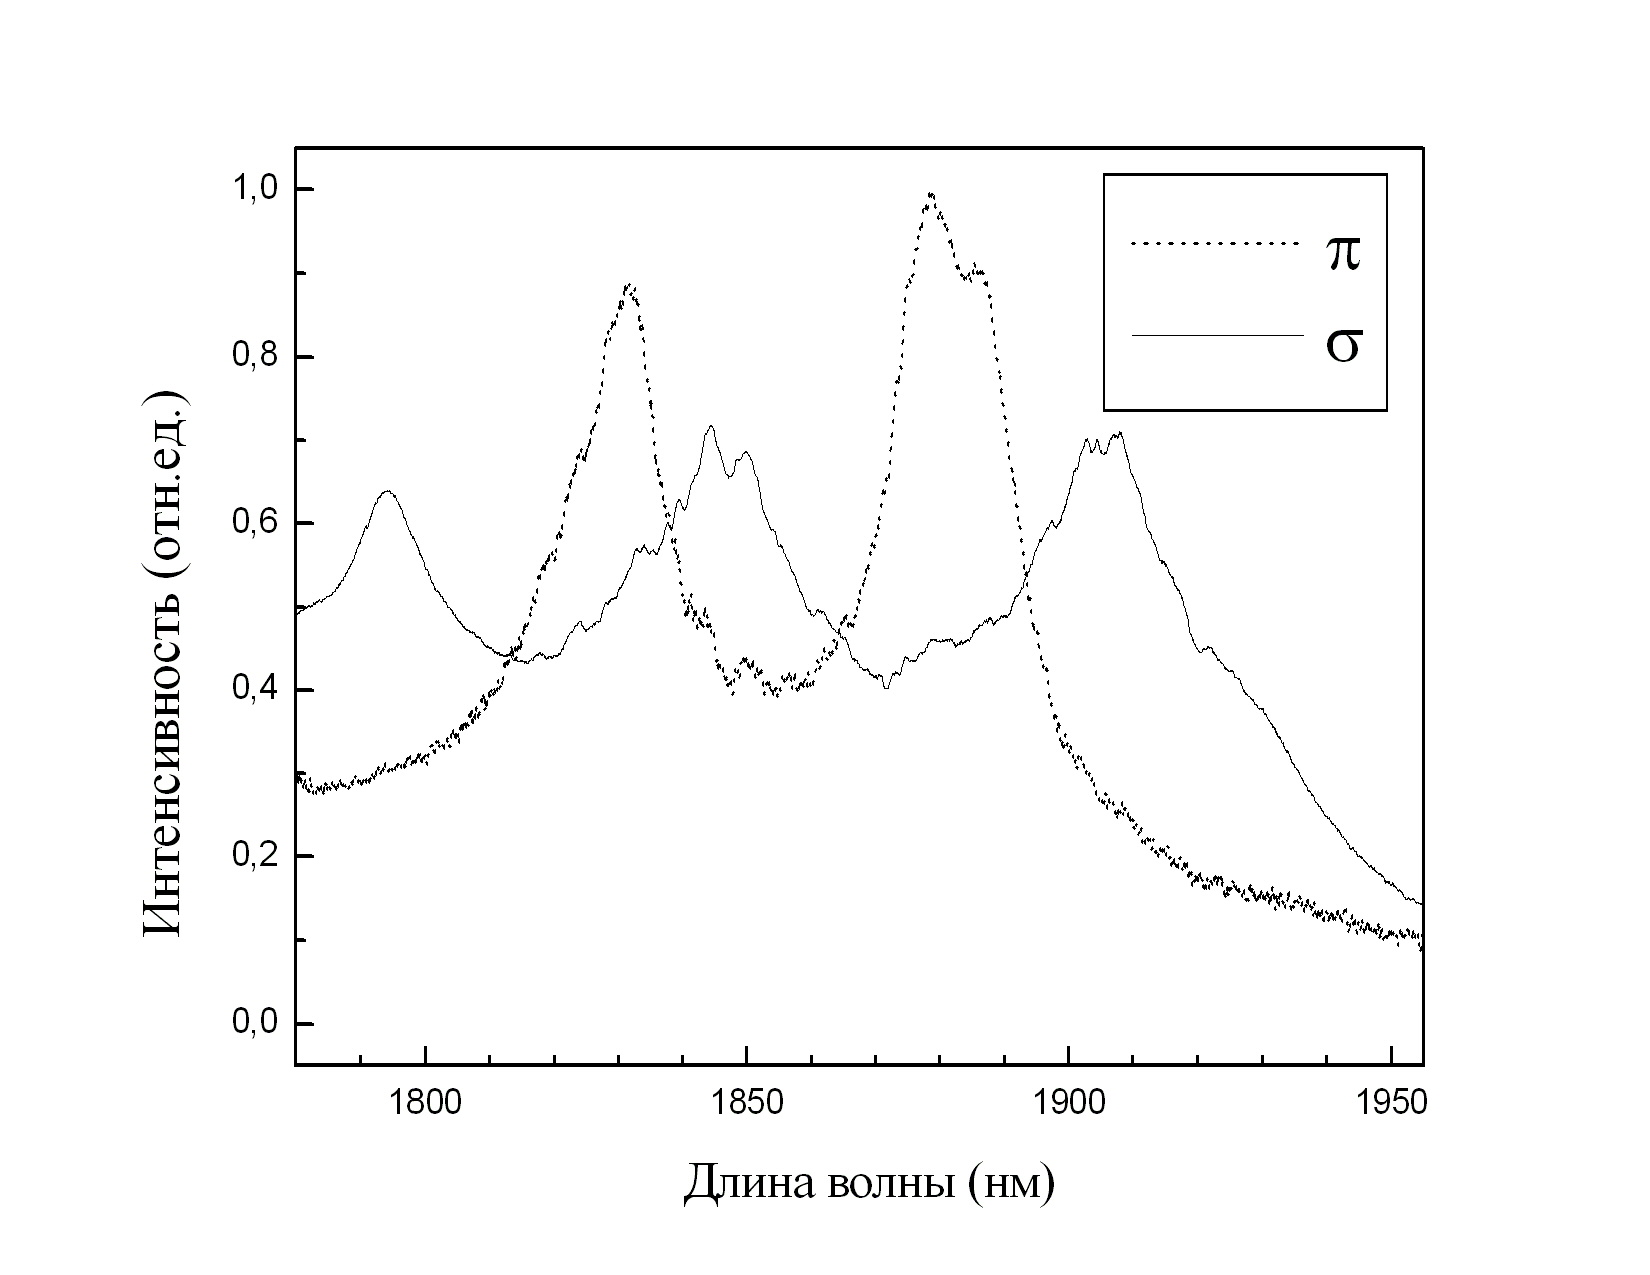 Интенсивность (отн.ед.)
1,0
0,8
0,6
0,4
0,2
0,0
π
σ
1800 1850 1900 1950
Длина волны (нм)